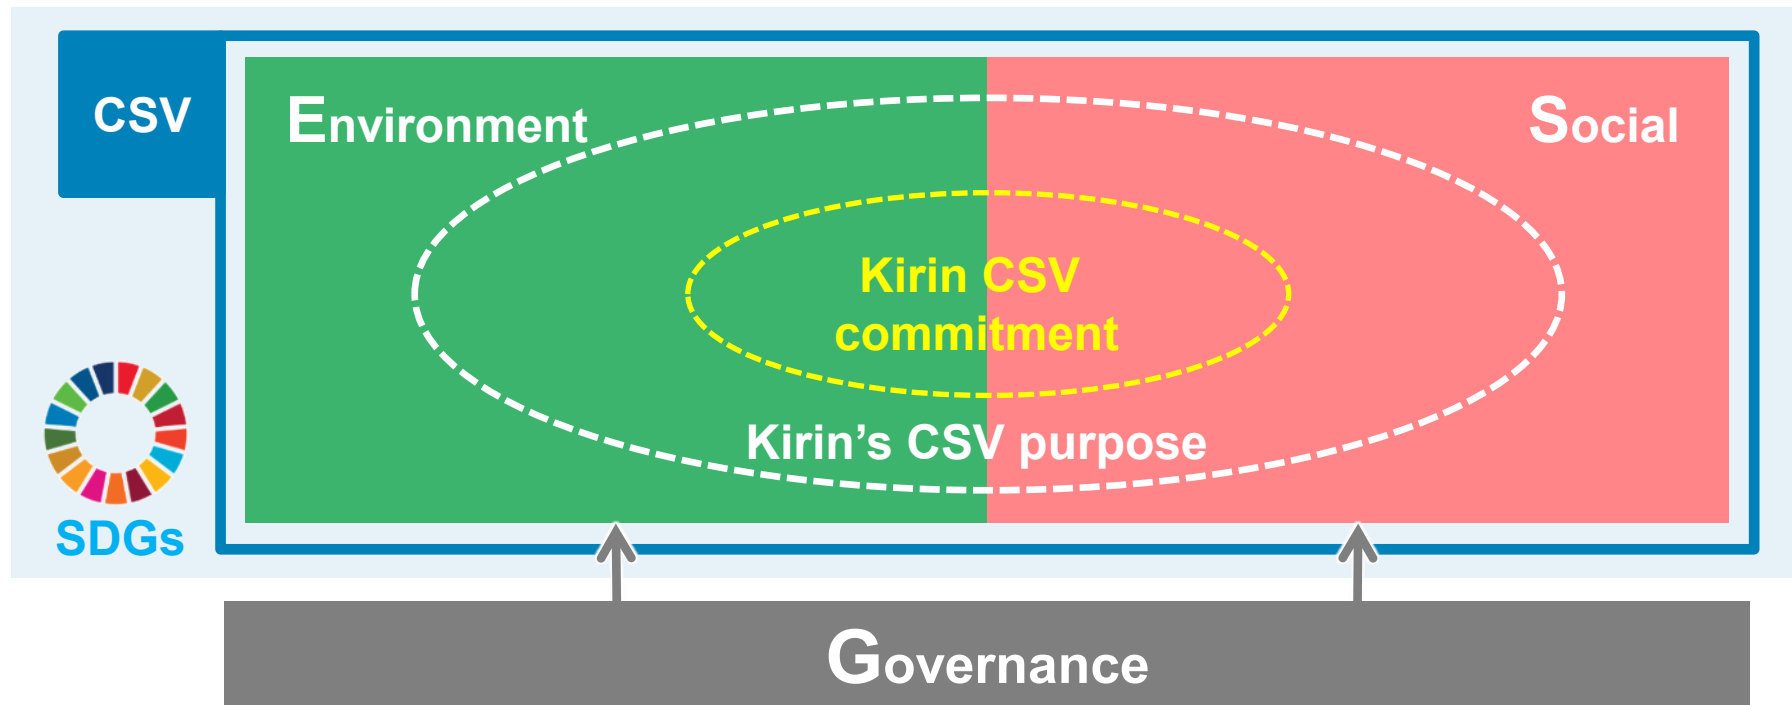 CSV
Environment
Social
Kirin CSV
commitment
Kirin’s CSV purpose
SDGs
Governance